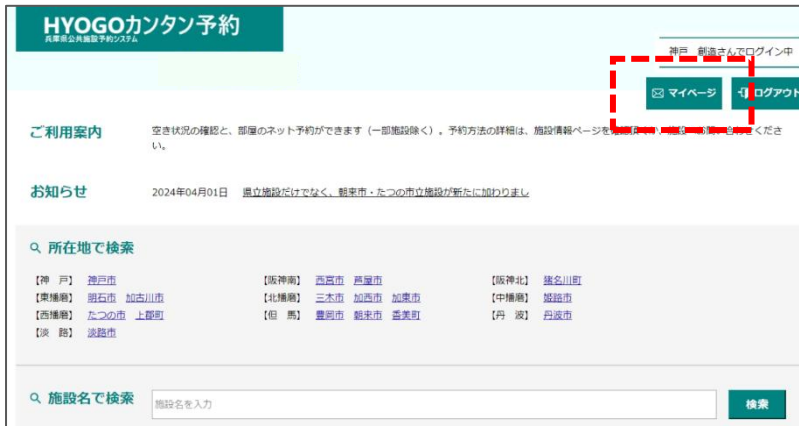 HYOGOカンタン予約
兵庫県公共施設予約システム
神戸 創造さんでログイン中
マイページ
ログアウト
ご利用案内
空き状況の確認と、部屋のネット予約ができます（一部施設除く）。予約方法の詳細は、施設情報ページを
ください。
お知らせ
2024年04月01日 県立施設だけでなく、朝来市・たつの市立施設が新たに加わりまし
所在地で検索
【神 戸】 神戸市 【阪神南】 西宮市 芦屋市 【阪神北】 猪名川町
【東播磨】 明石市 加古川市 【北播磨】 三木市 加西市 加東市 【中播磨】 姫路市
【西播磨】 たつの市 上郡町 【但 馬】 豊岡市 朝来市 香美町 【丹 波】 丹波市
【淡 路】 淡路市
施設名で検索
施設名を入力
検索